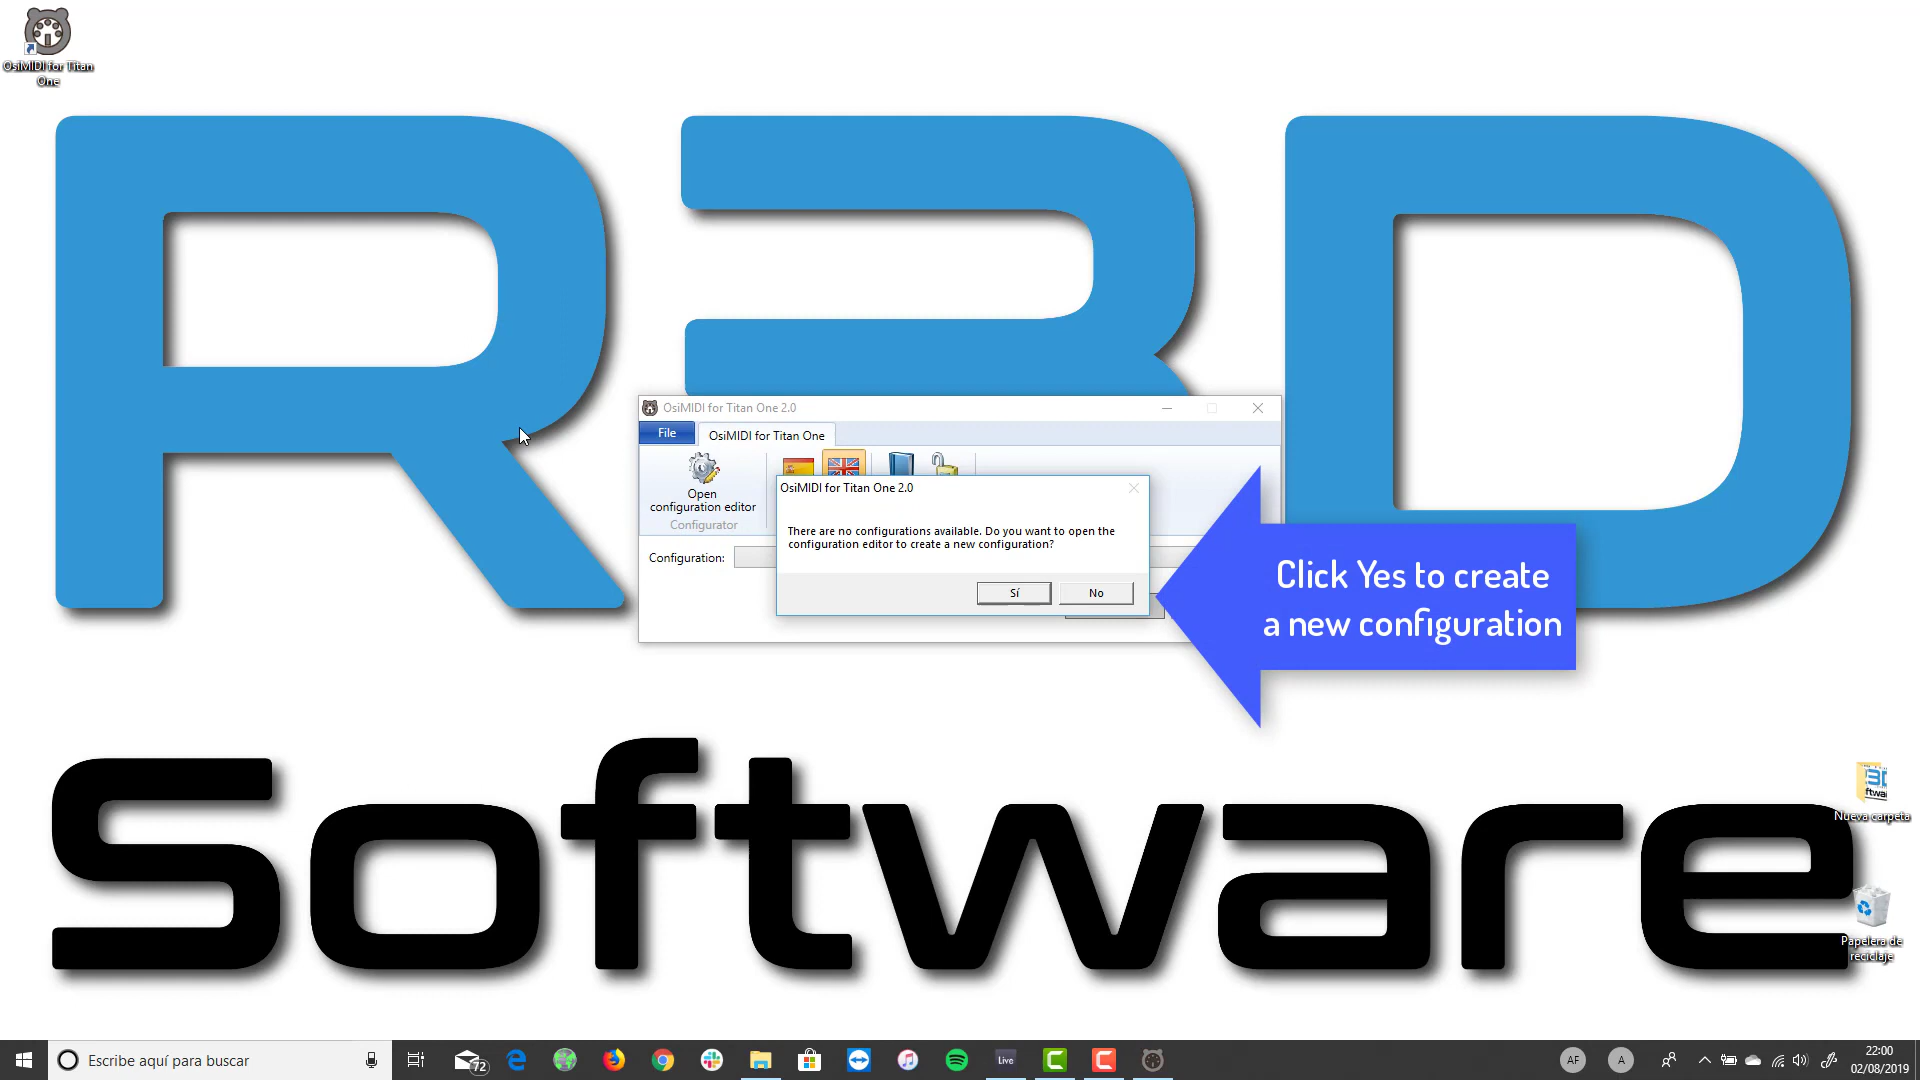 OsiMIDI for Titan
One
R3D
Software
OsiMIDI for Titan One 2.0
File
OsiMIDI for Titan One
Open
configuration editor
Configurator
Configuration:
OsiMIDI for Titan One 2.0
There are no configurations available. Do you want to open the
configuration editor to create a new configuration?
Sí
No
Click Yes to create
a new configuration
Nueva carpeta
Papelera de
reciclaje
Escribe aquí para buscar
72
Live
AF
A
22:00
02/08/2019